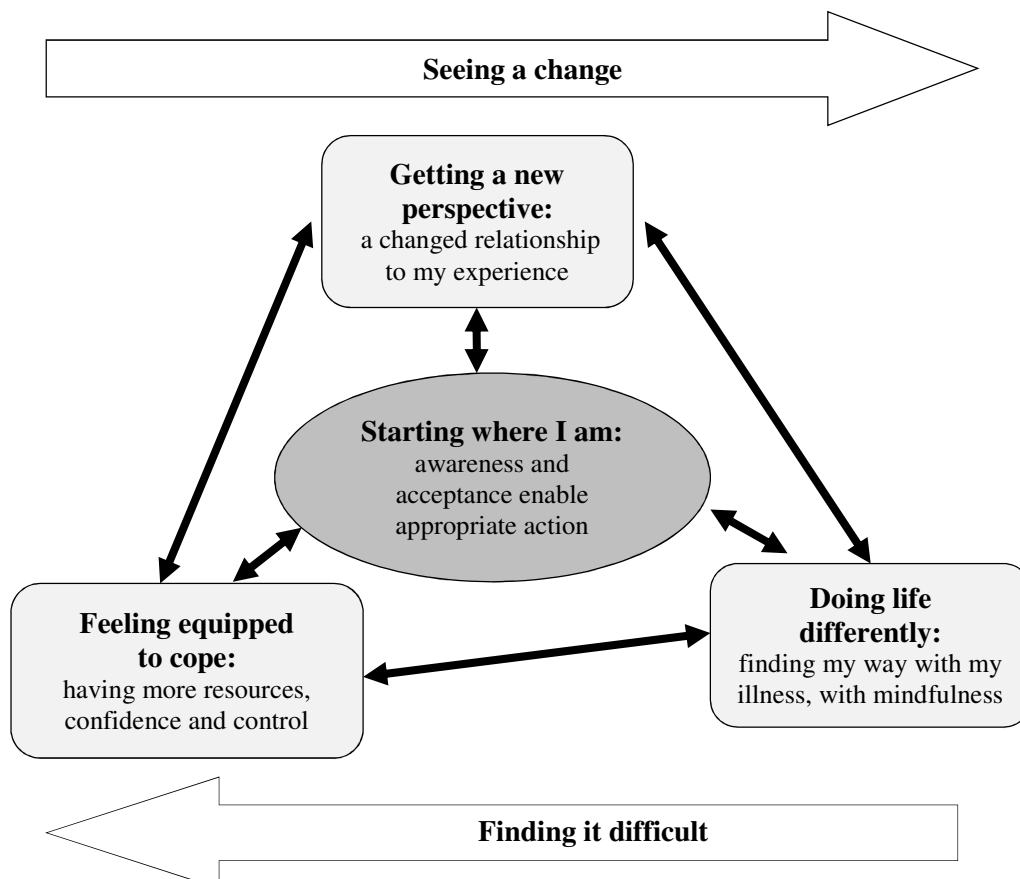 Seeing a change
Getting a new
perspective:
a changed relationship
to my experience
Starting where I am:
awareness and
acceptance enable
appropriate action
Feeling equipped
to cope:
having more resources,
confidence and control
Doing life
differently:
finding my way with my
illness, with mindfulness
Finding it difficult